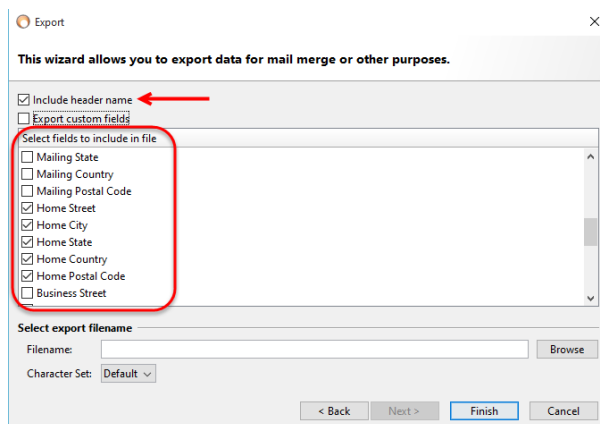 Export
This wizard allows you to export data for mail merge or other purposes.
Include header name
Export custom fields
Select fields to include in file
Mailing State
Mailing Country
Mailing Postal Code
Home Street
Home City
Home State
Home Country
Home Postal Code
Business Street
Select export filename
Filename:
Browse
Character Set: Default
< Back Next > Finish Cancel